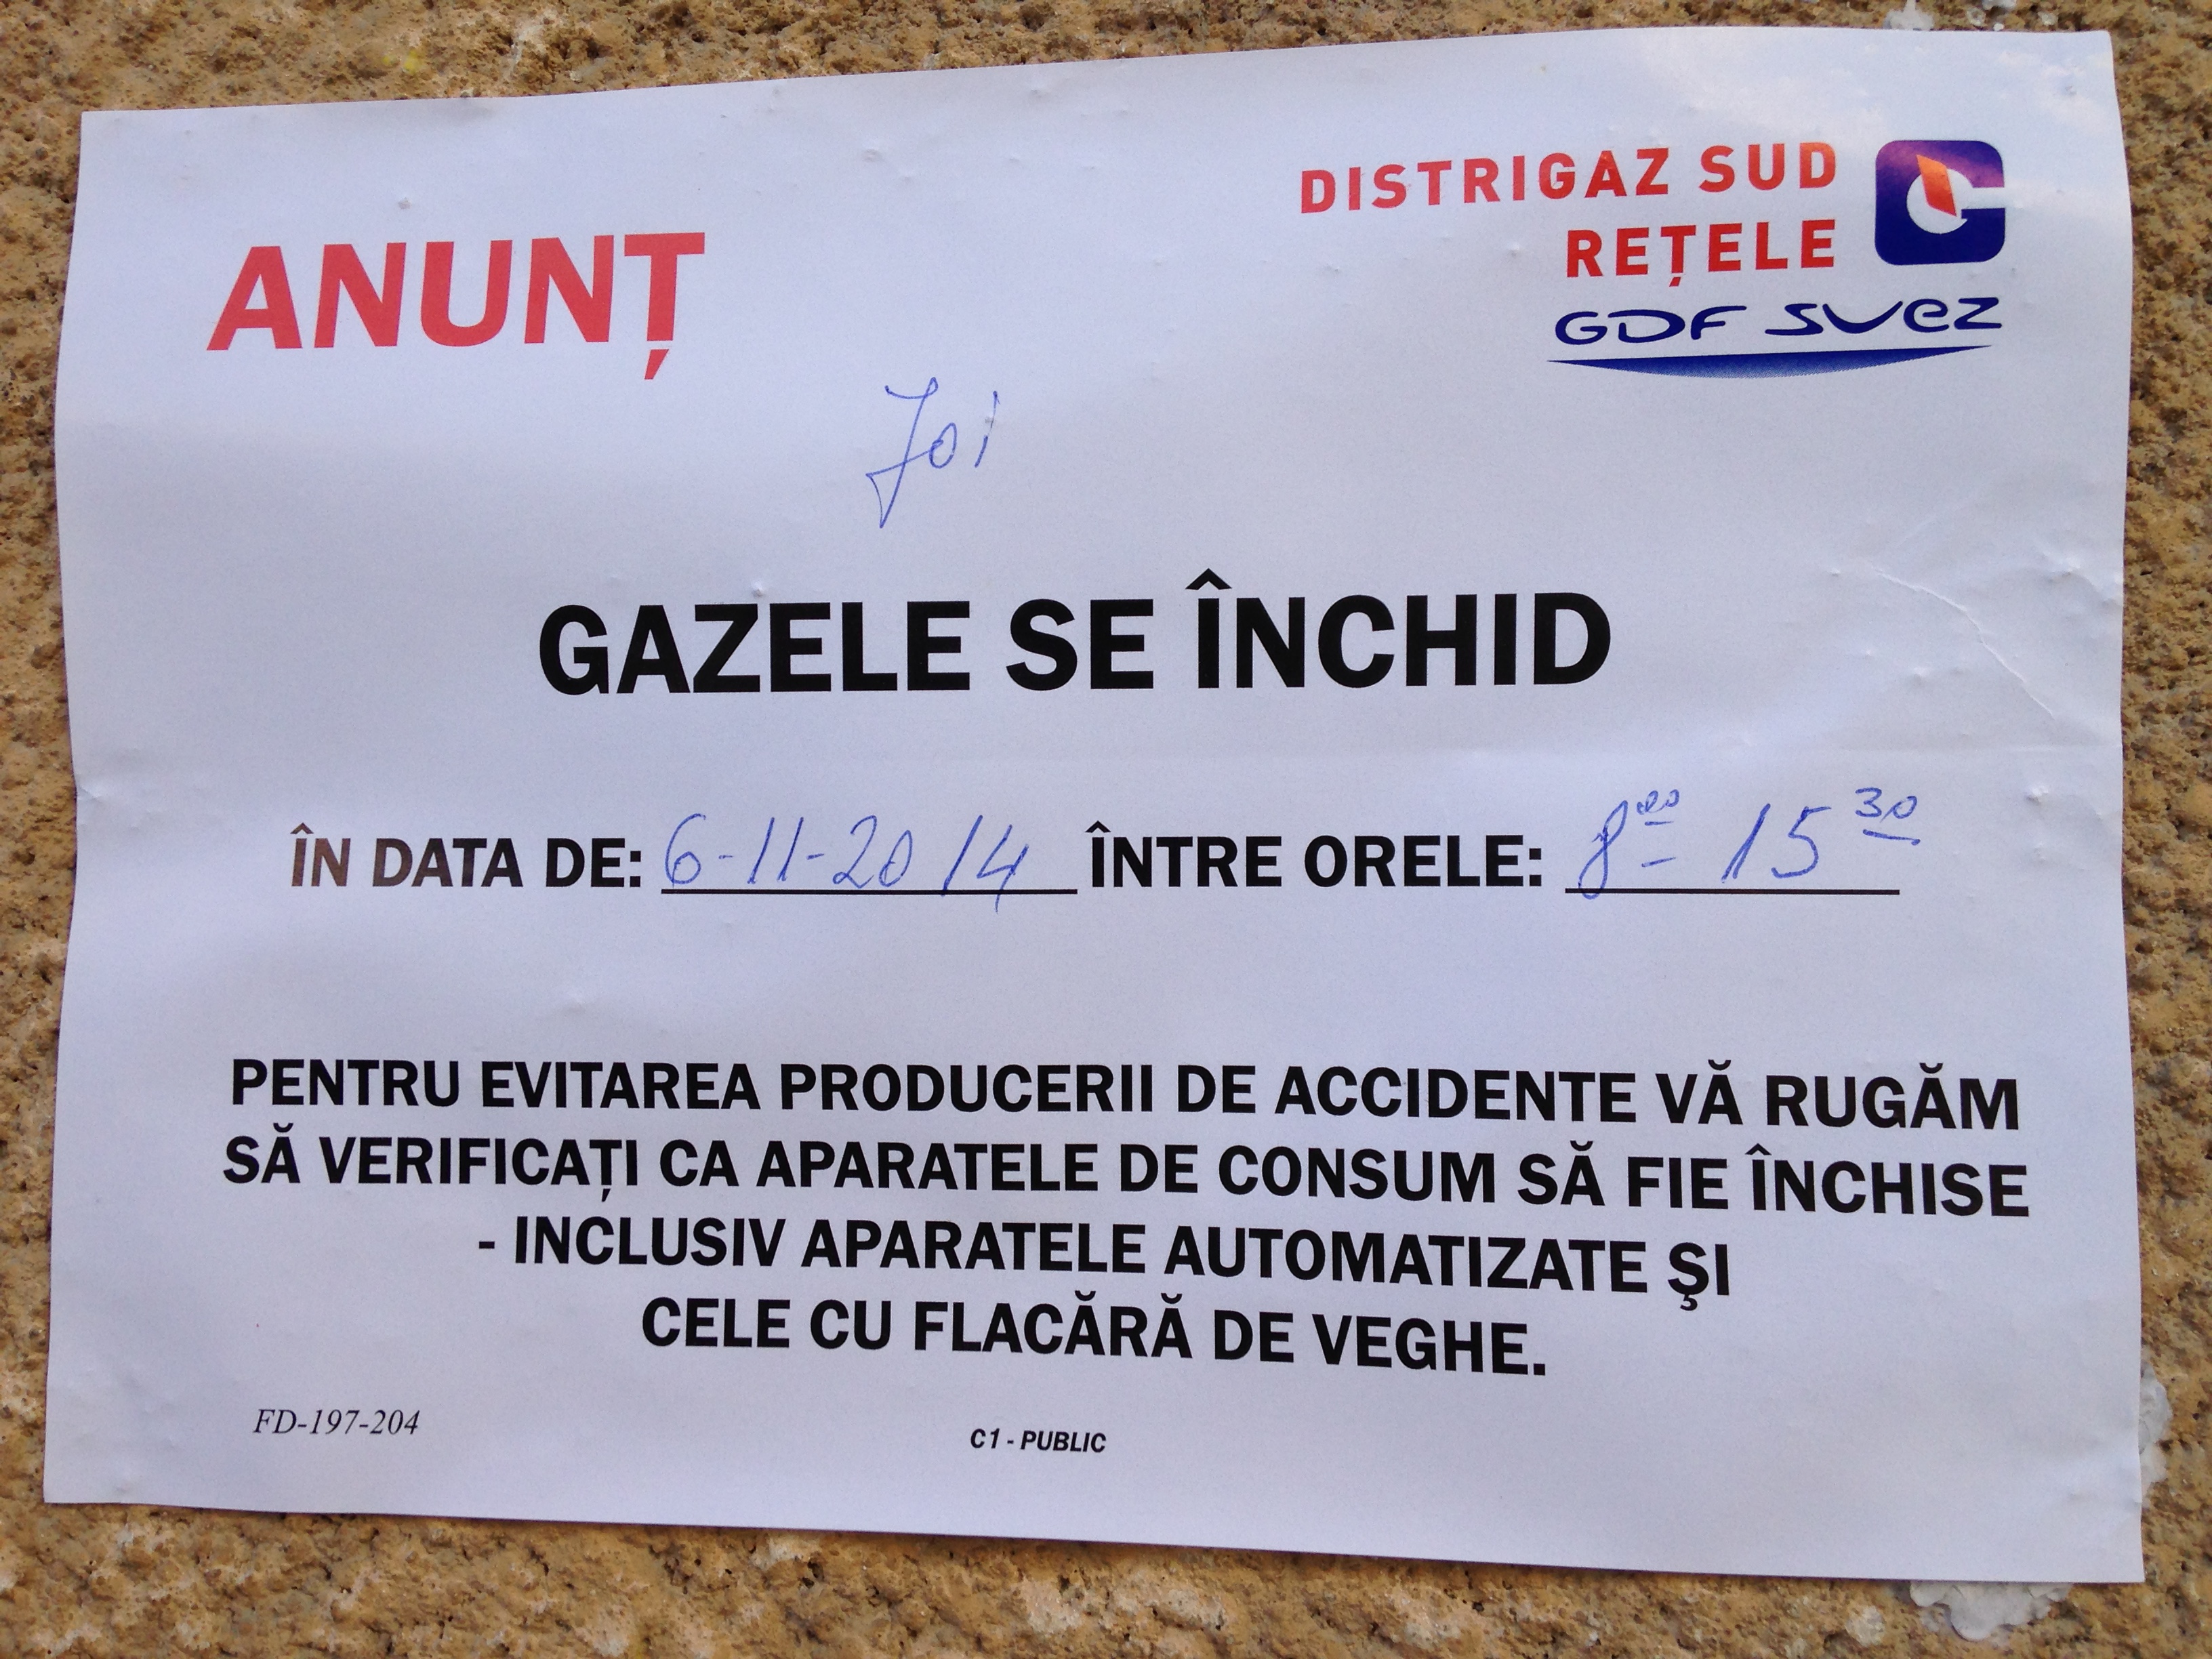 ANUNȚ
DISTRIGAZ SUD
REȚELE
GDF SUEZ
Joi
GAZELE SE ÎNCHID
ÎN DATA DE: 6-11-2014 ÎNTRE ORELE: 8⁰⁰ - 15³⁰
PENTRU EVITAREA PRODUCERII DE ACCIDENTE VĂ RUGĂM
SĂ VERIFICAȚI CA APARATELE DE CONSUM SĂ FIE ÎNCHISE
- INCLUSIV APARATELE AUTOMATIZATE ŞI
CELE CU FLACĂRĂ DE VEGHE.
FD-197-204
C1 - PUBLIC